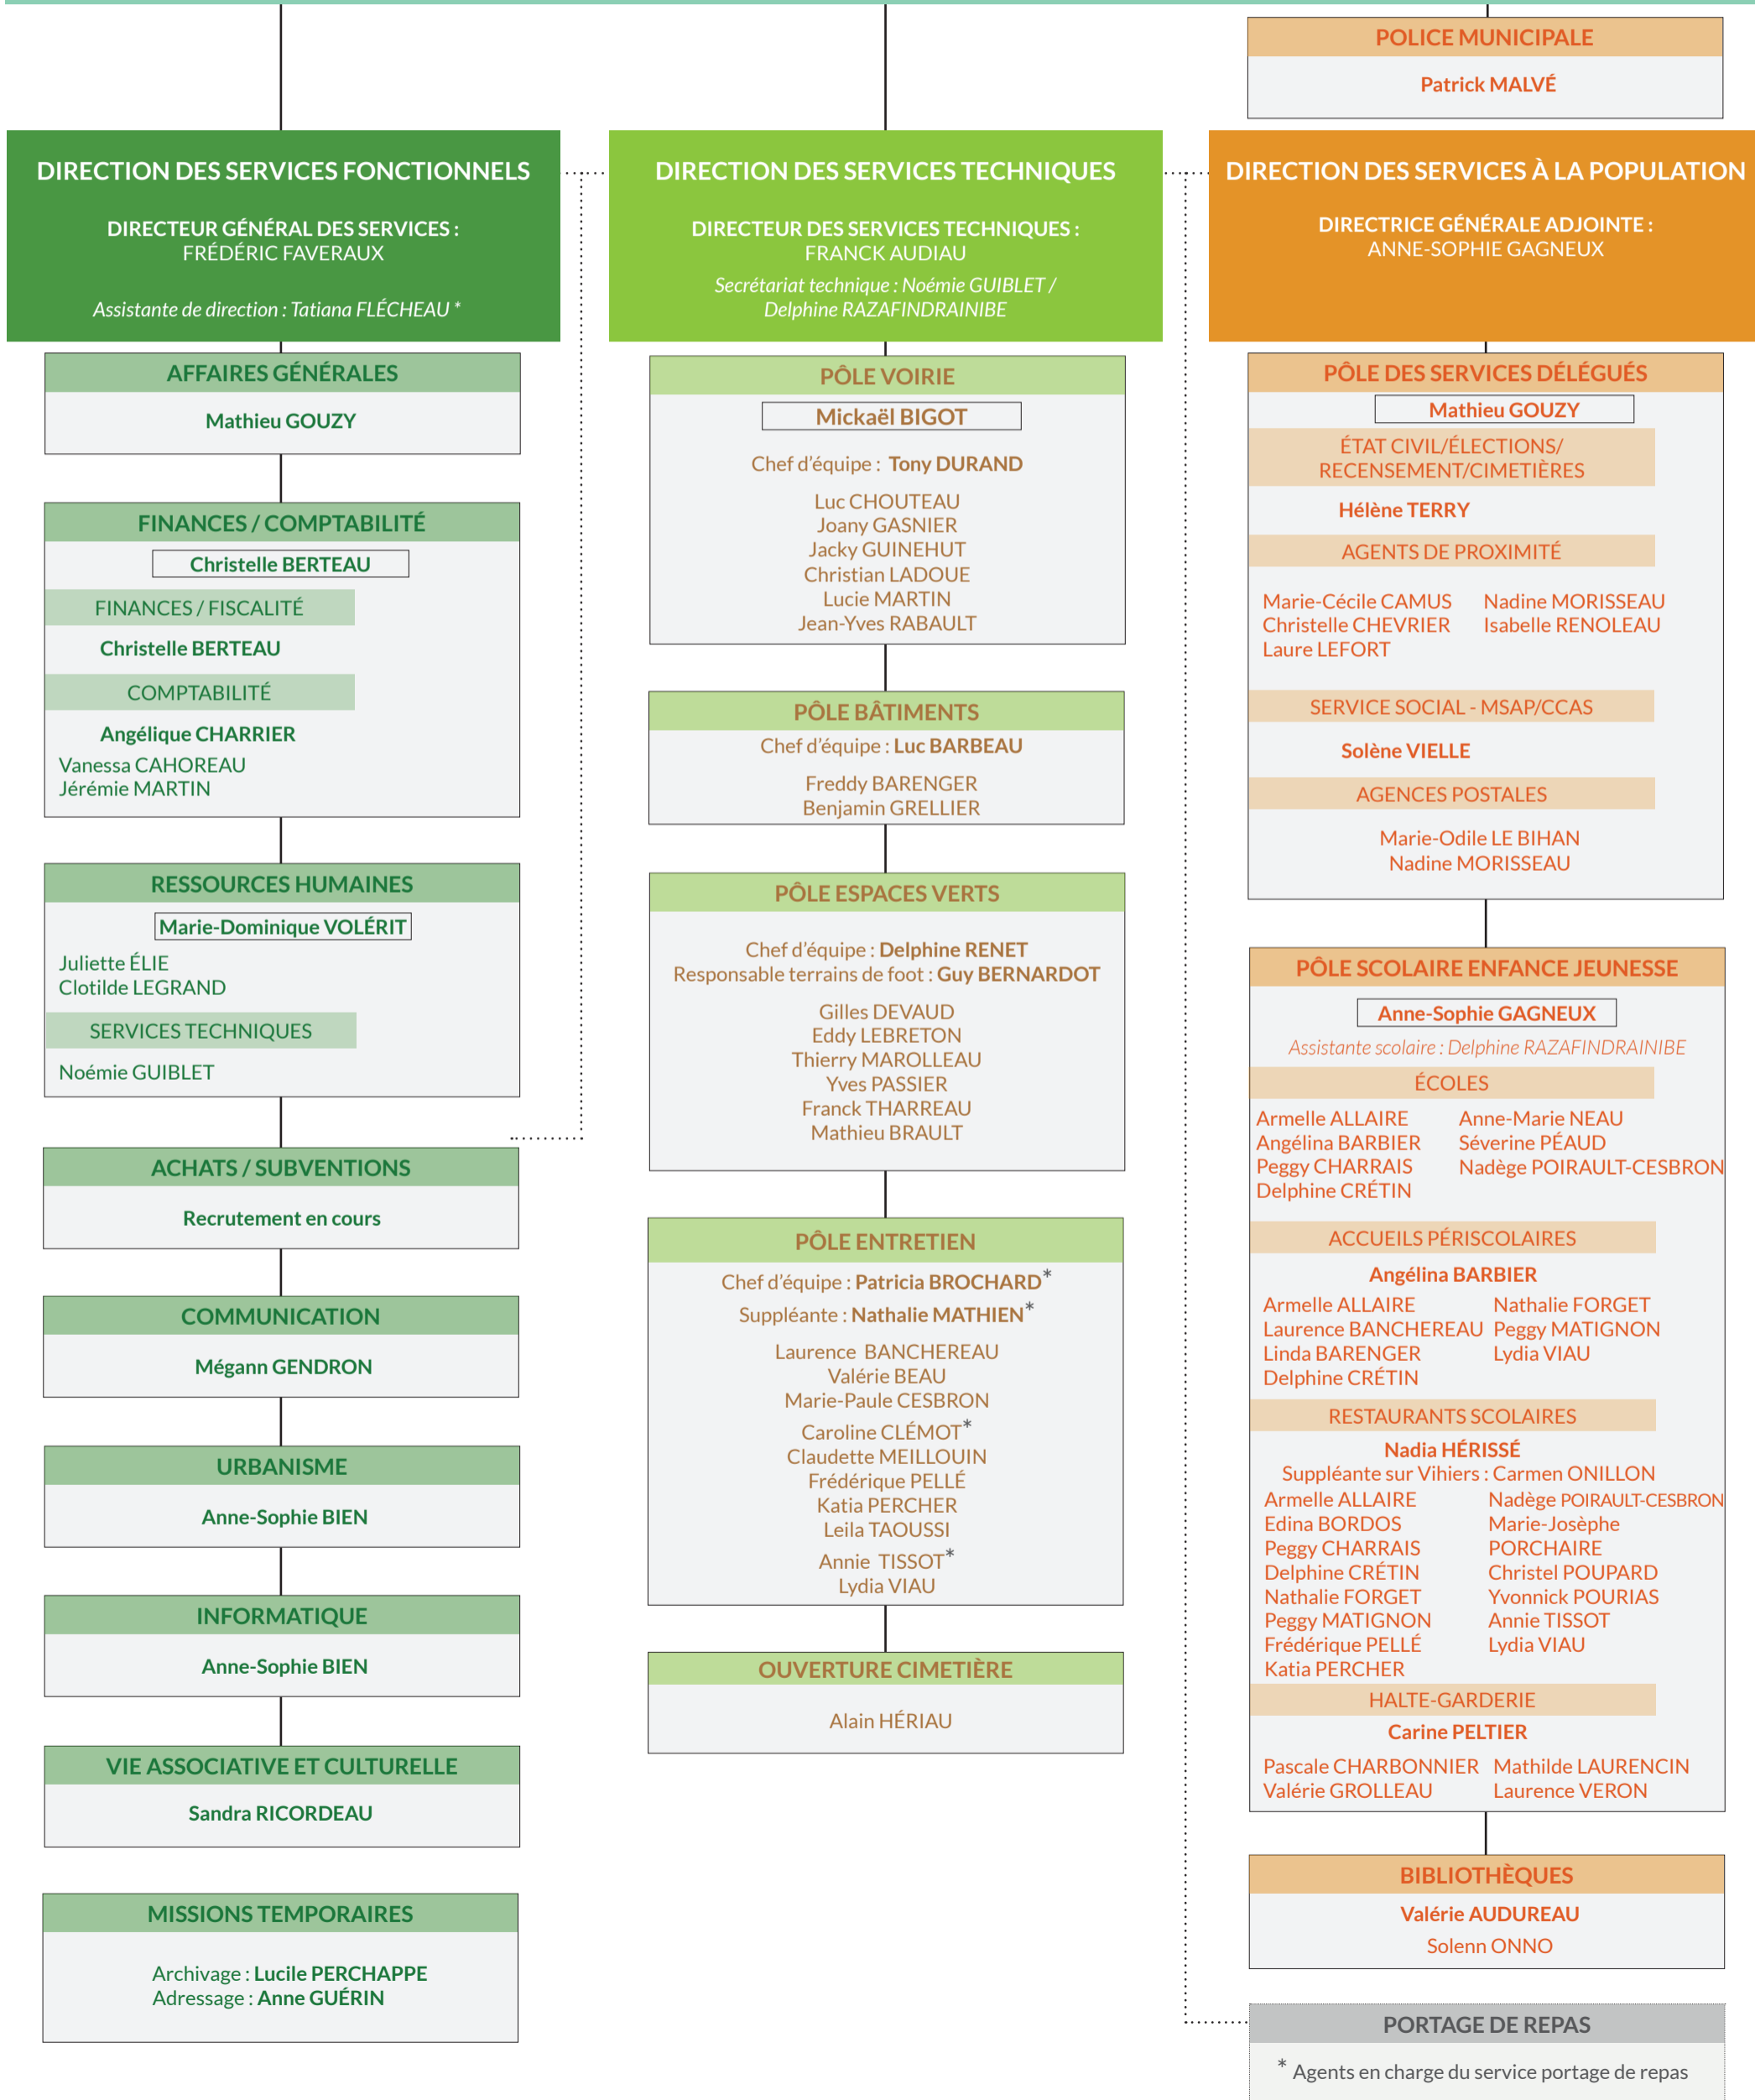 POLICE MUNICIPALE
Patrick MALVÉ
DIRECTION DES SERVICES FONCTIONNELS
DIRECTEUR GÉNÉRAL DES SERVICES :
FRÉDÉRIC FAVERAUX
Assistante de direction : Tatiana FLÉCHEAU *
AFFAIRES GÉNÉRALES
Mathieu GOUZY
FINANCES / COMPTABILITÉ
Christelle BERTEAU
FINANCES / FISCALITÉ
Christelle BERTEAU
COMPTABILITÉ
Angélique CHARRIER
Vanessa CAHOREAU
Jérémie MARTIN
RESSOURCES HUMAINES
Marie-Dominique VOLÉRIT
Juliette ÉLIE
Clotilde LEGRAND
SERVICES TECHNIQUES
Noémie GUIBLET
ACHATS / SUBVENTIONS
Recrutement en cours
COMMUNICATION
Mégann GENDRON
URBANISME
Anne-Sophie BIEN
INFORMATIQUE
Anne-Sophie BIEN
VIE ASSOCIATIVE ET CULTURELLE
Sandra RICORDEAU
MISSIONS TEMPORAIRES
Archivage : Lucile PERCHAPPE
Adressage : Anne GUÉRIN
DIRECTION DES SERVICES TECHNIQUES
DIRECTEUR DES SERVICES TECHNIQUES :
FRANCK AUDIAU
Secrétariat technique : Noémie GUIBLET /
Delphine RAZAFINDRAINIBE
PÔLE VOIRIE
Mickaël BIGOT
Chef d'équipe : Tony DURAND
Luc CHOUTEAU
Joany GASNIER
Jacky GUINEHUT
Christian LADOUE
Lucie MARTIN
Jean-Yves RABAULT
PÔLE BÂTIMENTS
Chef d'équipe : Luc BARBEAU
Freddy BARENGER
Benjamin GRELLIER
PÔLE ESPACES VERTS
Chef d'équipe : Delphine RENET
Responsable terrains de foot : Guy BERNARDOT
Gilles DEVAUD
Eddy LEBRETON
Thierry MAROLLEAU
Yves PASSIER
Franck THARREAU
Mathieu BRAULT
PÔLE ENTRETIEN
Chef d'équipe : Patricia BROCHARD*
Suppléante : Nathalie MATHIEN*
Laurence BANCHEREAU
Valérie BEAU
Marie-Paule CESBRON
Caroline CLÉMOT*
Claudette MEILLOUIN
Frédérique PELLÉ
Katia PERCHER
Leila TAOUSSI
Annie TISSOT*
Lydia VIAU
OUVERTURE CIMETIÈRE
Alain HÉRIAU
DIRECTION DES SERVICES À LA POPULATION
DIRECTRICE GÉNÉRALE ADJOINTE :
ANNE-SOPHIE GAGNEUX
PÔLE DES SERVICES DÉLÉGUÉS
Mathieu GOUZY
ÉTAT CIVIL/ÉLECTIONS/
RECENSEMENT/CIMETIÈRES
Hélène TERRY
AGENTS DE PROXIMITÉ
Marie-Cécile CAMUS Nadine MORISSEAU
Christelle CHEVRIER Isabelle RENOLEAU
Laure LEFORT
SERVICE SOCIAL - MSAP/CCAS
Solène VIELLE
AGENCES POSTALES
Marie-Odile LE BIHAN
Nadine MORISSEAU
PÔLE SCOLAIRE ENFANCE JEUNESSE
Anne-Sophie GAGNEUX
Assistante scolaire : Delphine RAZAFINDRAINIBE
ÉCOLES
Armelle ALLAIRE Anne-Marie NEAU
Angélina BARBIER Séverine PÉAUD
Peggy CHARRAIS Nadège POIRAULT-CESBRON
Delphine CRÉTIN
ACCUEILS PÉRISCOLAIRES
Angélina BARBIER
Armelle ALLAIRE Nathalie FORGET
Laurence BANCHEREAU Peggy MATIGNON
Linda BARENGER Lydia VIAU
Delphine CRÉTIN
RESTAURANTS SCOLAIRES
Nadia HÉRISSÉ
Suppléante sur Vihiers : Carmen ONILLON
Armelle ALLAIRE Nadège POIRAULT-CESBRON
Edina BORDOS Marie-Josèphe
Peggy CHARRAIS PORCHAIRE
Delphine CRÉTIN Christel POUPARD
Nathalie FORGET Yvonnick POURIAS
Peggy MATIGNON Annie TISSOT
Frédérique PELLÉ Lydia VIAU
Katia PERCHER
HALTE-GARDERIE
Carine PELTIER
Pascale CHARBONNIER Mathilde LAURENCIN
Valérie GROLLEAU Laurence VERON
BIBLIOTHÈQUES
Valérie AUDUREAU
Solenn ONNO
PORTAGE DE REPAS
* Agents en charge du service portage de repas